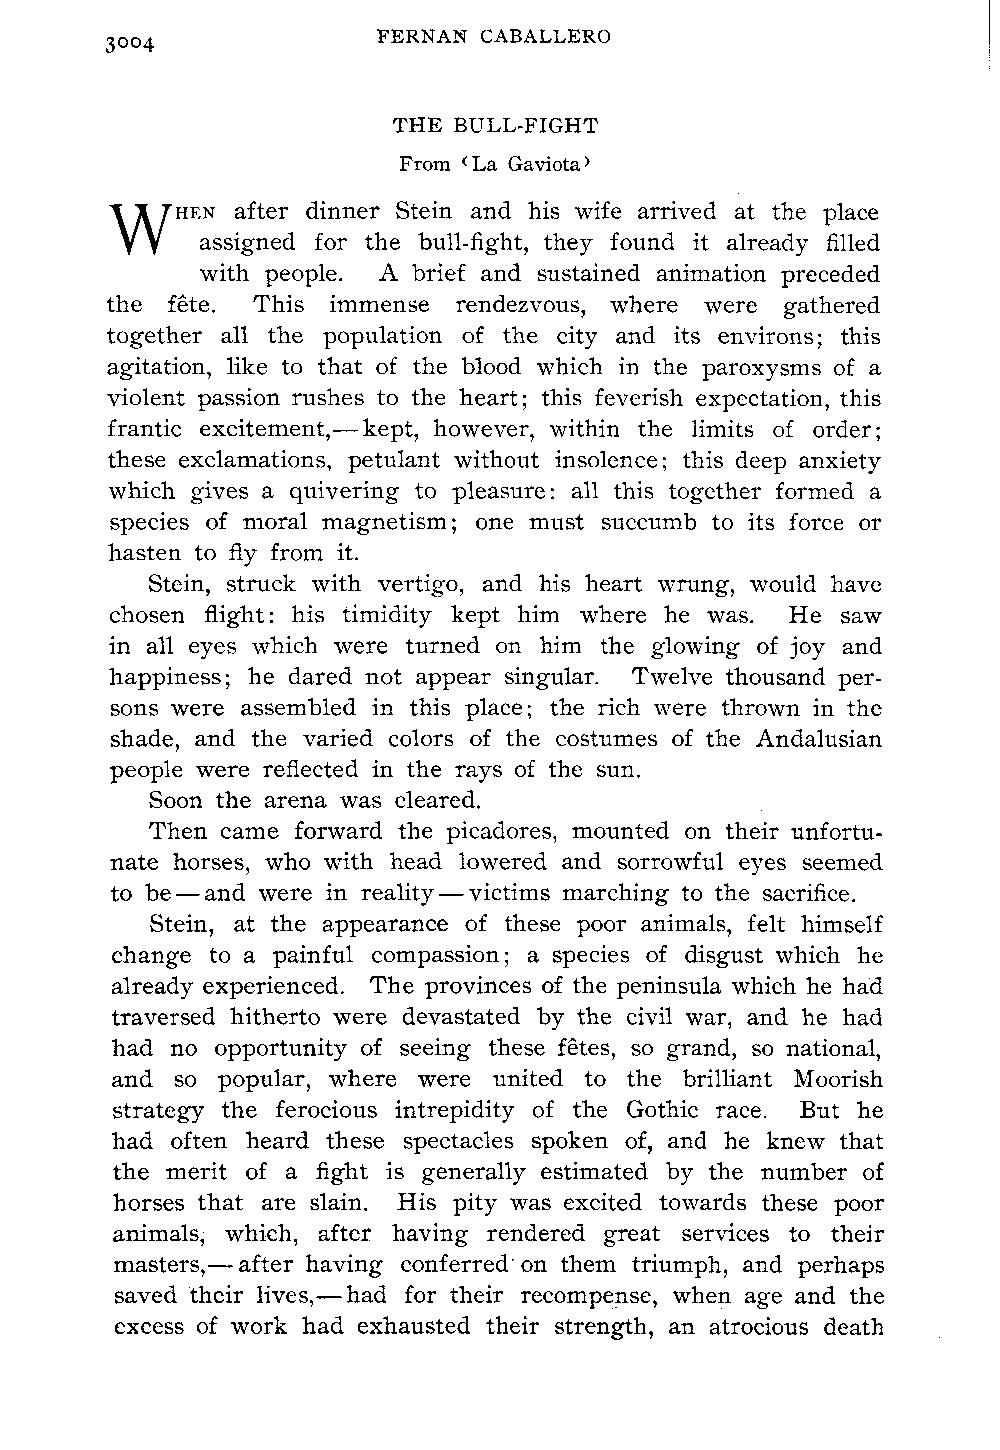 3004
FERNAN CABALLERO
THE BULL-FIGHT
From ‹La Gaviota›
WHEN after dinner Stein and his wife arrived at the place
assigned for the bull-fight, they found it already filled
with people. A brief and sustained animation preceded
the fête. This immense rendezvous, where were gathered
together all the population of the city and its environs; this
agitation, like to that of the blood which in the paroxysms of a
violent passion rushes to the heart; this feverish expectation, this
frantic excitement,—kept, however, within the limits of order;
these exclamations, petulant without insolence; this deep anxiety
which gives a quivering to pleasure: all this together formed a
species of moral magnetism; one must succumb to its force or
hasten to fly from it.
Stein, struck with vertigo, and his heart wrung, would have
chosen flight: his timidity kept him where he was. He saw
in all eyes which were turned on him the glowing of joy and
happiness; he dared not appear singular. Twelve thousand per-
sons were assembled in this place; the rich were thrown in the
shade, and the varied colors of the costumes of the Andalusian
people were reflected in the rays of the sun.
Soon the arena was cleared.
Then came forward the picadores, mounted on their unfortu-
nate horses, who with head lowered and sorrowful eyes seemed
to be—and were in reality—victims marching to the sacrifice.
Stein, at the appearance of these poor animals, felt himself
change to a painful compassion; a species of disgust which he
already experienced. The provinces of the peninsula which he had
traversed hitherto were devastated by the civil war, and he had
had no opportunity of seeing these fêtes, so grand, so national,
and so popular, where were united to the brilliant Moorish
strategy the ferocious intrepidity of the Gothic race. But he
had often heard these spectacles spoken of, and he knew that
the merit of a fight is generally estimated by the number of
horses that are slain. His pity was excited towards these poor
animals, which, after having rendered great services to their
masters,—after having conferred on them triumph, and perhaps
saved their lives,—had for their recompense, when age and the
excess of work had exhausted their strength, an atrocious death